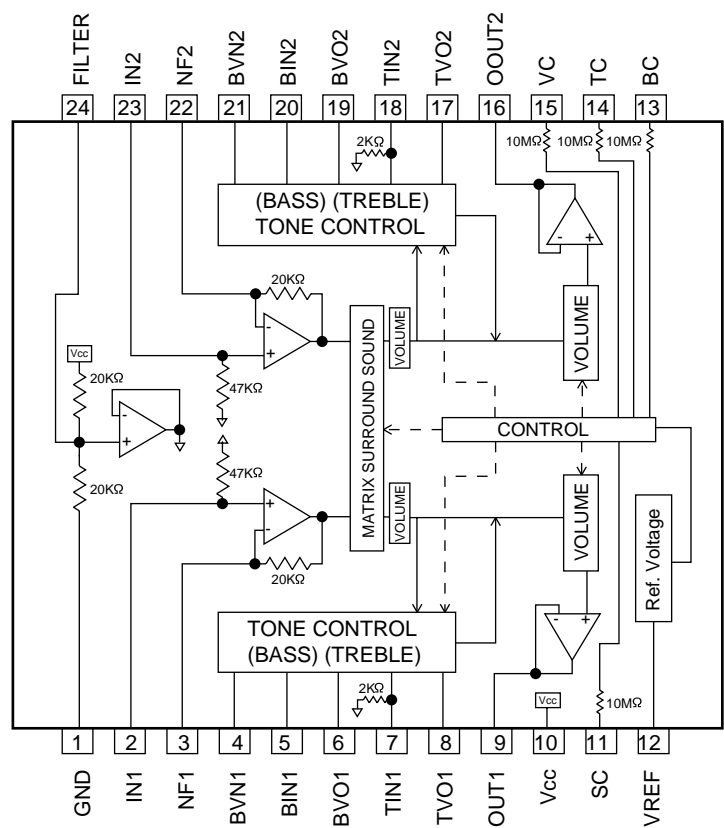 FILTER
IN2
NF2
BVN2
BIN2
BVO2
TIN2
TVO2
OOUT2
VC
TC
BC
24
23
22
21
20
19
18
17
16
15
14
13
2KΩ
10MΩ
10MΩ
10MΩ
(BASS) (TREBLE)
TONE CONTROL
-
+
20KΩ
-
+
MATRIX SURROUND SOUND
VOLUME
VOLUME
Vcc
20KΩ
47KΩ
-
+
CONTROL
20KΩ
47KΩ
+
-
20KΩ
VOLUME
VOLUME
Ref. Voltage
TONE CONTROL
(BASS) (TREBLE)
-
+
2KΩ
Vcc
10MΩ
1
2
3
4
5
6
7
8
9
10
11
12
GND
IN1
NF1
BVN1
BIN1
BVO1
TIN1
TVO1
OUT1
Vcc
SC
VREF